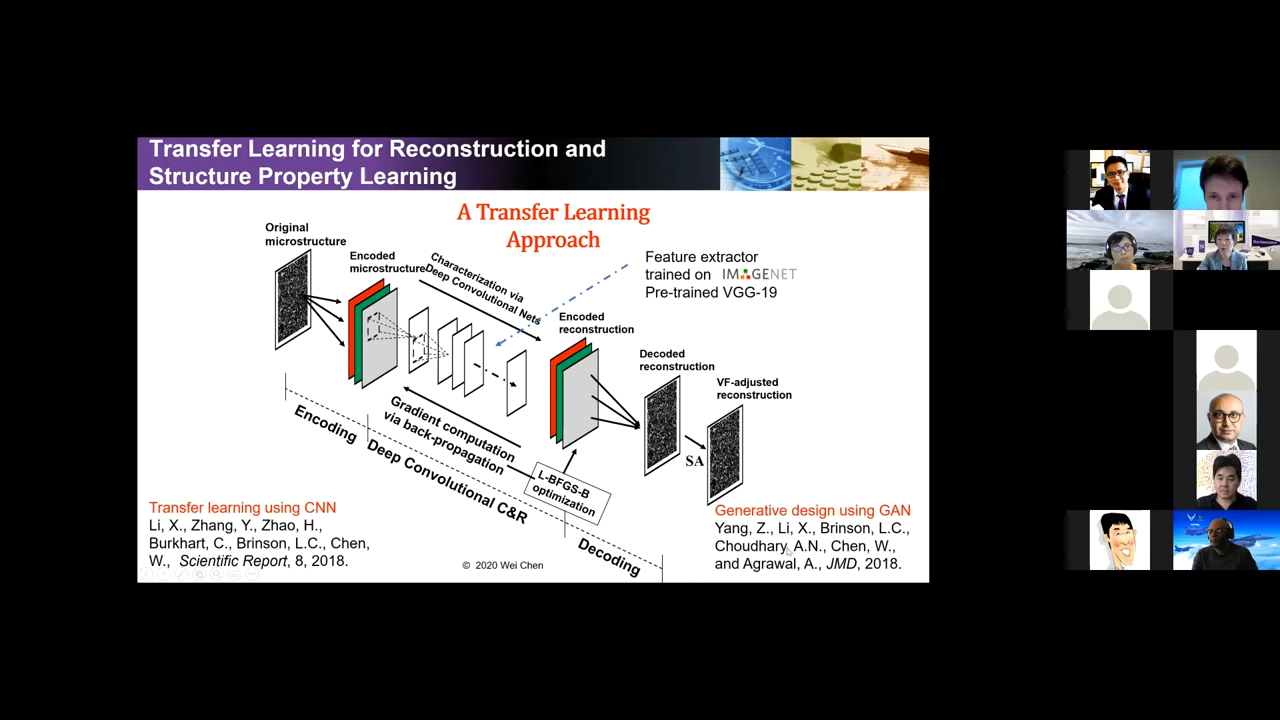 Transfer Learning for Reconstruction and
Structure Property Learning
A Transfer Learning
Approach
Original
microstructure
Encoded
microstructure
Characterization via
Deep Convolutional Nets
Feature extractor
trained on IMAGENET
Pre-trained VGG-19
Encoded
reconstruction
Decoded
reconstruction
VF-adjusted
reconstruction
Gradient computation
via back-propagation
SA
L-BFGS-B
optimization
Encoding
Deep Convolutional C&R
Decoding
Transfer learning using CNN
Li, X., Zhang, Y., Zhao, H.,
Burkhart, C., Brinson, L.C., Chen,
W., Scientific Report, 8, 2018.
© 2020 Wei Chen
Generative design using GAN
Yang, Z., Li, X., Brinson, L.C.,
Choudhary, A.N., Chen, W.,
and Agrawal, A., JMD, 2018.